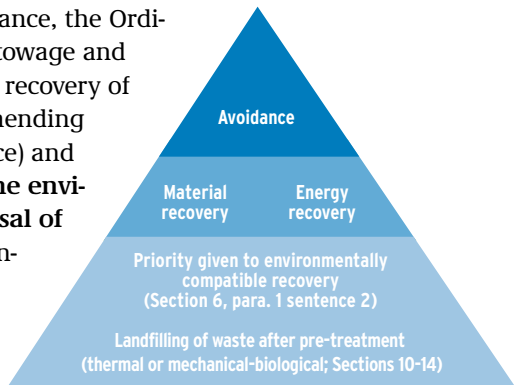 ance, the Ordi-
towage and
recovery of
nending
ce) and
he envi-
sal of
n-
Avoidance
Material recovery
Energy recovery
Priority given to environmentally
compatible recovery
(Section 6, para. 1 sentence 2)
Landfilling of waste after pre-treatment
(thermal or mechanical-biological; Sections 10-14)